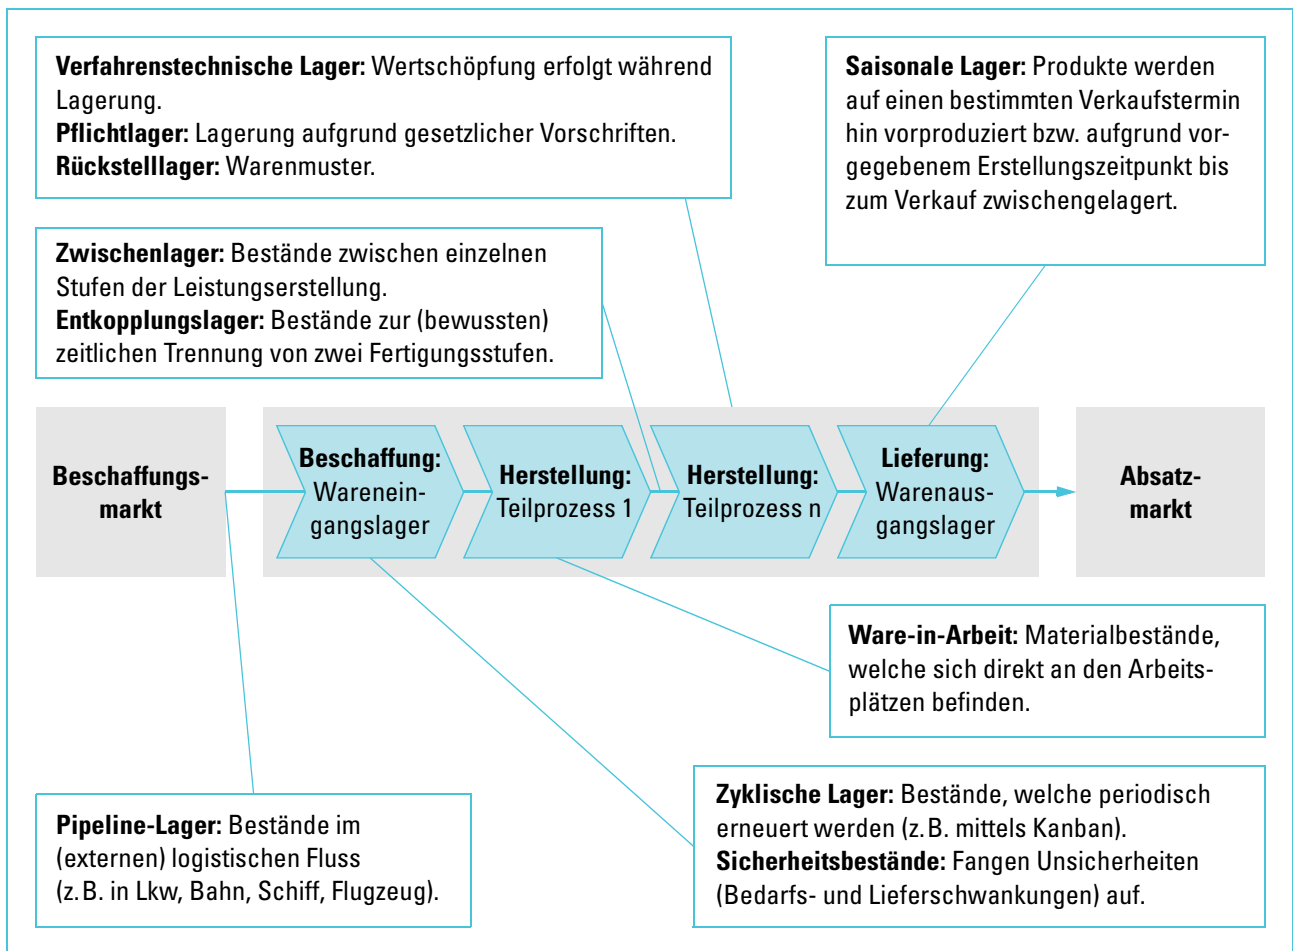 Verfahrenstechnische Lager: Wertschöpfung erfolgt während
Lagerung.
Pflichtlager: Lagerung aufgrund gesetzlicher Vorschriften.
Rückstelllager: Warenmuster.
Saisonale Lager: Produkte werden
auf einen bestimmten Verkaufstermin
hin vorproduziert bzw. aufgrund vor-
gegebenem Erstellungszeitpunkt bis
zum Verkauf zwischengelagert.
Zwischenlager: Bestände zwischen einzelnen
Stufen der Leistungserstellung.
Entkopplungslager: Bestände zur (bewussten)
zeitlichen Trennung von zwei Fertigungsstufen.
Beschaffungs-
markt
Beschaffung:
Warenein-
gangslager
Herstellung:
Teilprozess 1
Herstellung:
Teilprozess n
Lieferung:
Warenaus-
gangslager
Absatz-
markt
Ware-in-Arbeit: Materialbestände,
welche sich direkt an den Arbeits-
plätzen befinden.
Pipeline-Lager: Bestände im
(externen) logistischen Fluss
(z. B. in Lkw, Bahn, Schiff, Flugzeug).
Zyklische Lager: Bestände, welche periodisch
erneuert werden (z. B. mittels Kanban).
Sicherheitsbestände: Fangen Unsicherheiten
(Bedarfs- und Lieferschwankungen) auf.